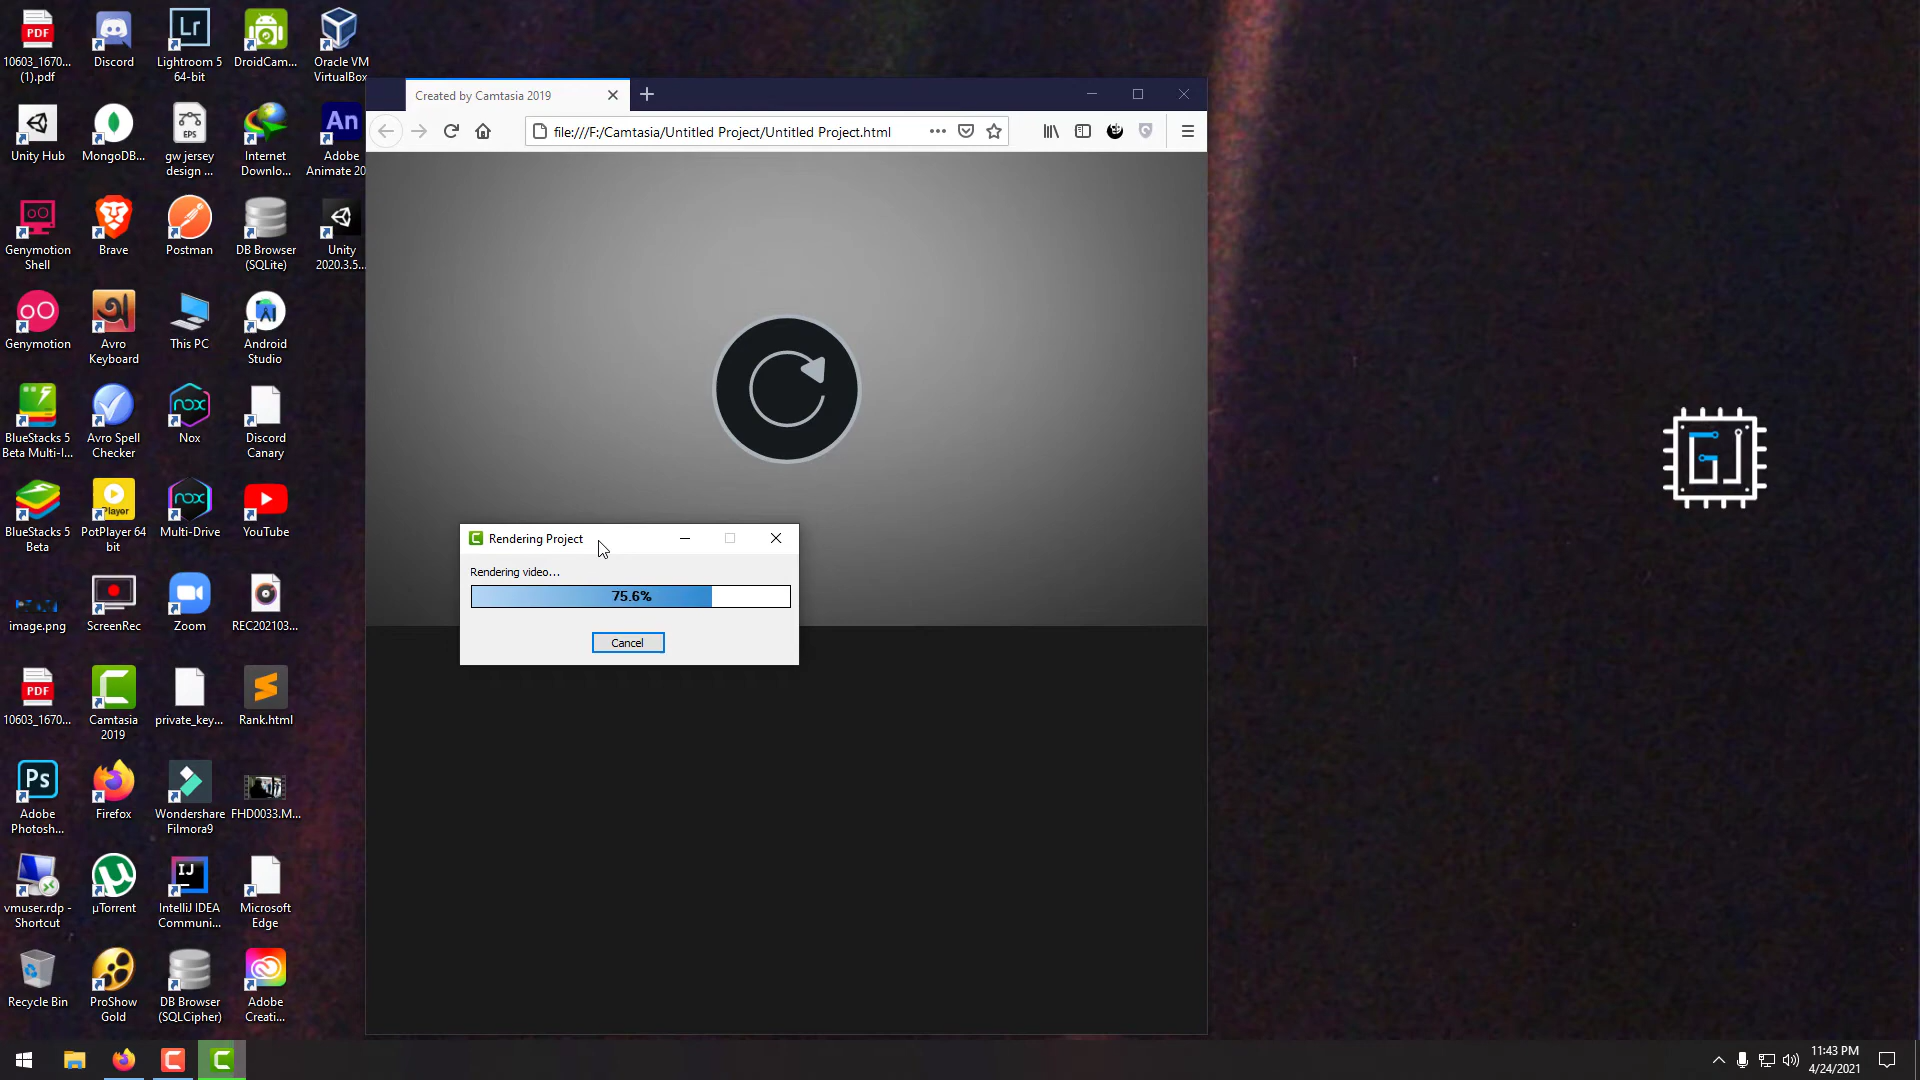 10603_1670...
(1).pdf
Discord
Lightroom 5
64-bit
DroidCam...
Oracle VM
VirtualBox
Unity Hub
MongoDB...
gw jersey
design ...
Internet
Downlo...
Adobe
Animate 20
Genymotion
Shell
Brave
Postman
DB Browser
(SQLite)
Unity
2020.3.5...
Genymotion
Avro
Keyboard
This PC
Android
Studio
BlueStacks 5
Beta Multi-I...
Avro Spell
Checker
Nox
Discord
Canary
BlueStacks 5
Beta
PotPlayer 64
bit
Multi-Drive
YouTube
image.png
ScreenRec
Zoom
REC202103...
10603_1670...
Camtasia
2019
private_key...
Rank.html
Adobe
Photosh...
Firefox
Wondershare
Filmora9
FHD0033.M...
vmuser.rdp -
Shortcut
µTorrent
IntelliJ IDEA
Communi...
Microsoft
Edge
Recycle Bin
ProShow
Gold
DB Browser
(SQLCipher)
Adobe
Creati...
Created by Camtasia 2019
file:///F:/Camtasia/Untitled Project/Untitled Project.html
Rendering Project
Rendering video...
75.6%
Cancel
11:43 PM
4/24/2021